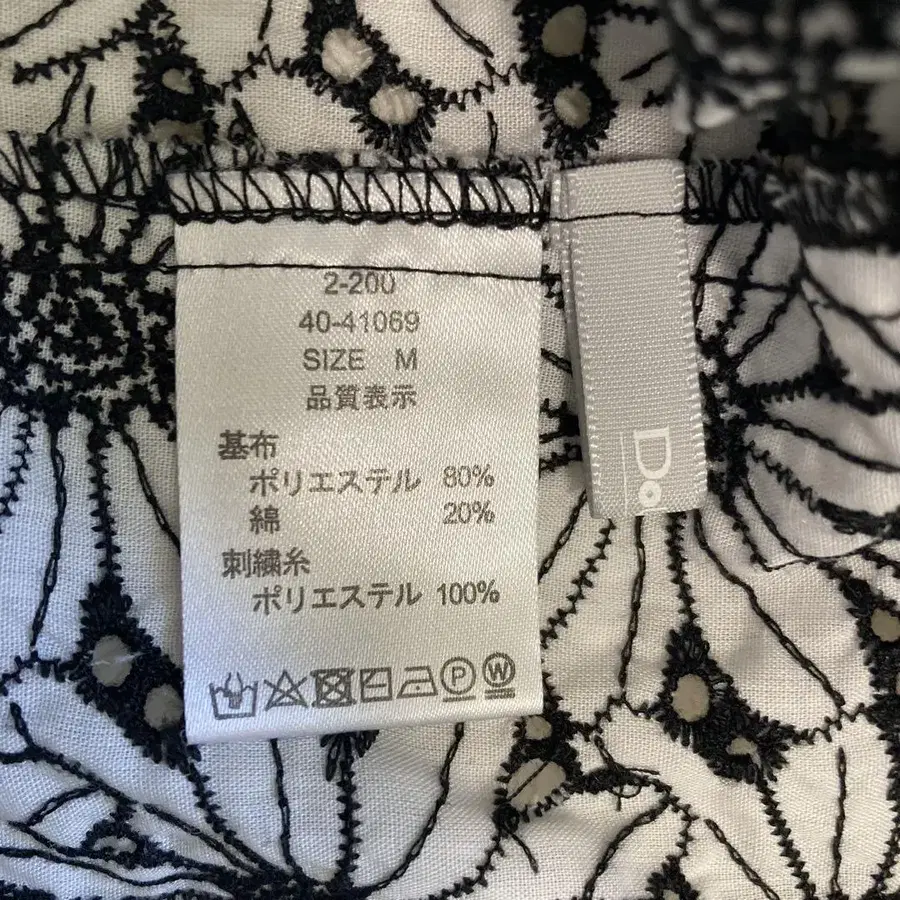 2-200
40-41069
SIZE M
品質表示
基布
ポリエステル 80%
綿 20%
刺繍糸
ポリエステル 100%
P W
Do